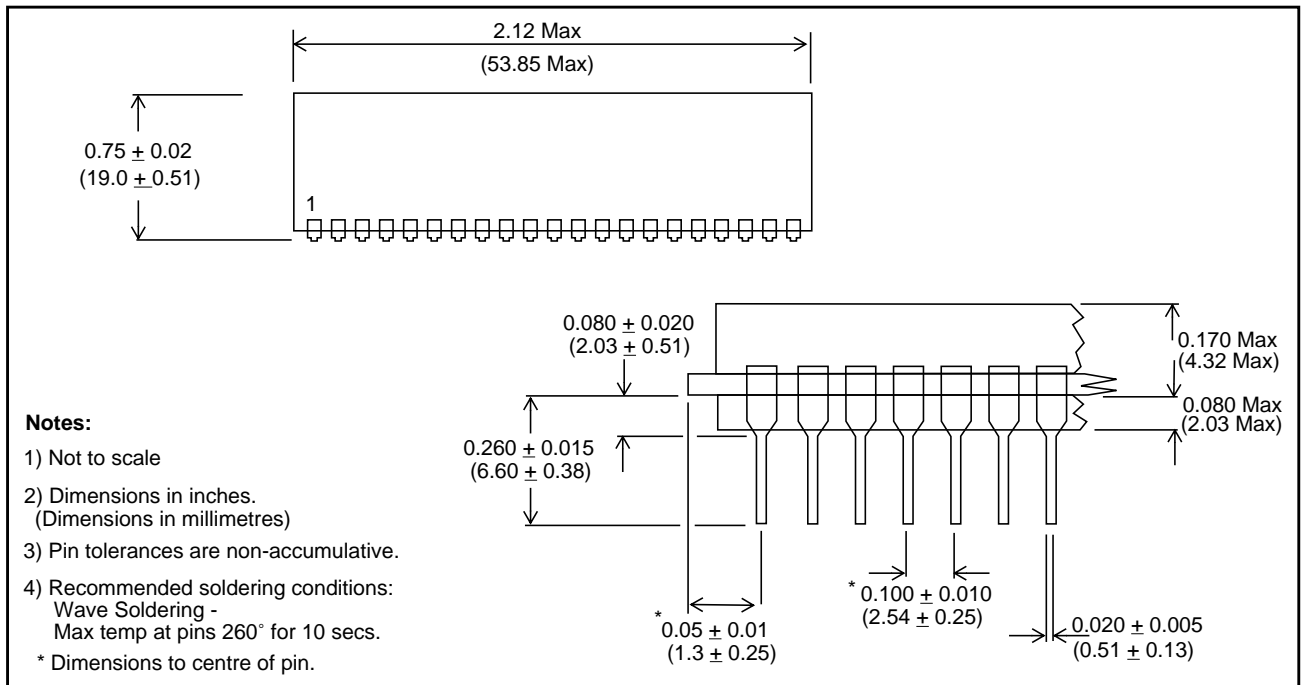 2.12 Max
(53.85 Max)
0.75 ± 0.02
(19.0 ± 0.51)
1
0.080 ± 0.020
(2.03 ± 0.51)
0.170 Max
(4.32 Max)
0.080 Max
(2.03 Max)
0.260 ± 0.015
(6.60 ± 0.38)
Notes:
1) Not to scale
2) Dimensions in inches.
(Dimensions in millimetres)
3) Pin tolerances are non-accumulative.
4) Recommended soldering conditions:
Wave Soldering -
Max temp at pins 260˚ for 10 secs.
* Dimensions to centre of pin.
* 0.05 ± 0.01
(1.3 ± 0.25)
* 0.100 ± 0.010
(2.54 ± 0.25)
0.020 ± 0.005
(0.51 ± 0.13)